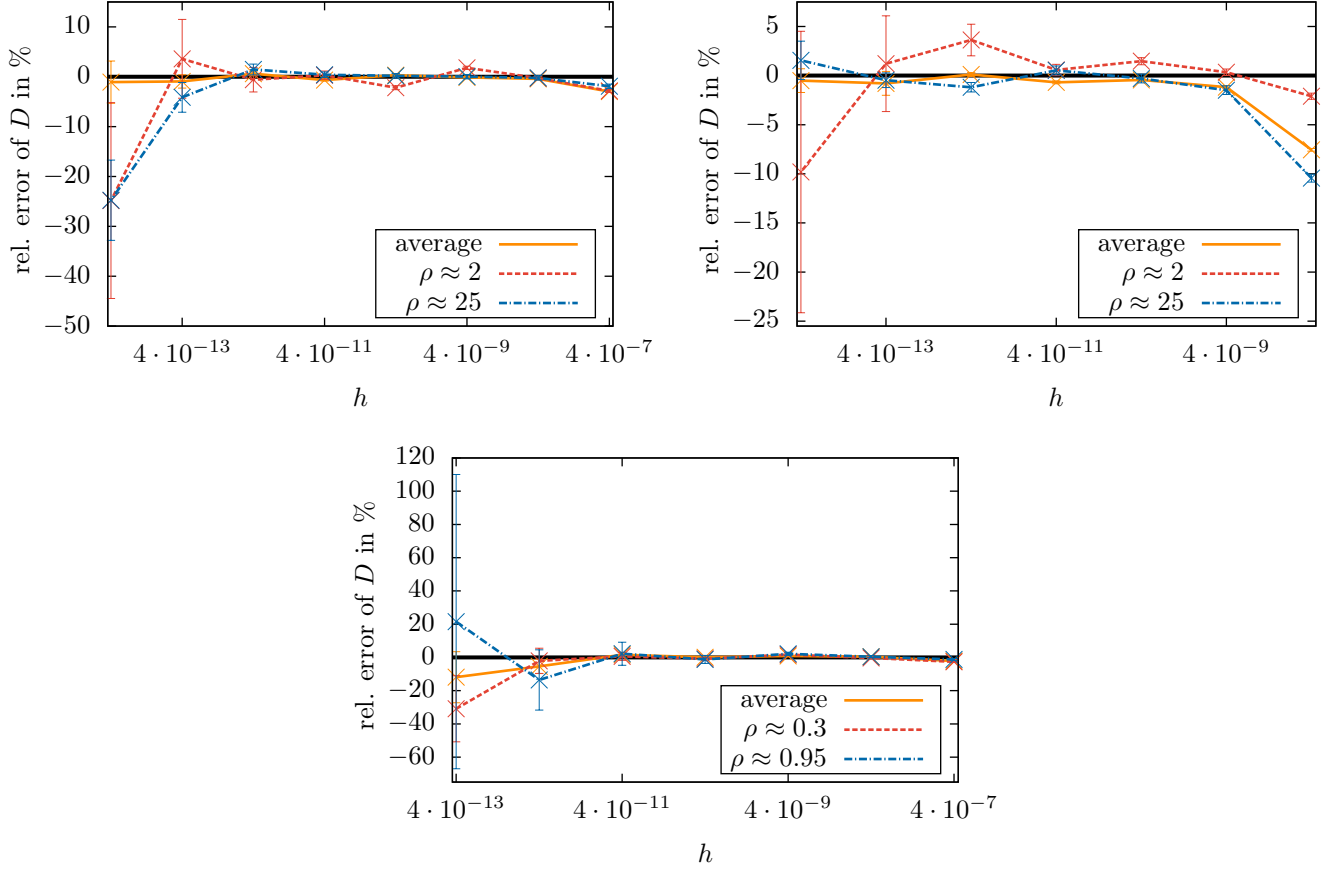 rel. error of D in %
10
0
−10
−20
−30
−40
−50
average
ρ ≈ 2
ρ ≈ 25
4 · 10⁻¹³ 4 · 10⁻¹¹ 4 · 10⁻⁹ 4 · 10⁻⁷
h
rel. error of D in %
5
0
−5
−10
−15
−20
−25
average
ρ ≈ 2
ρ ≈ 25
4 · 10⁻¹³ 4 · 10⁻¹¹ 4 · 10⁻⁹
h
rel. error of D in %
120
100
80
60
40
20
0
−20
−40
−60
average
ρ ≈ 0.3
ρ ≈ 0.95
4 · 10⁻¹³ 4 · 10⁻¹¹ 4 · 10⁻⁹ 4 · 10⁻⁷
h